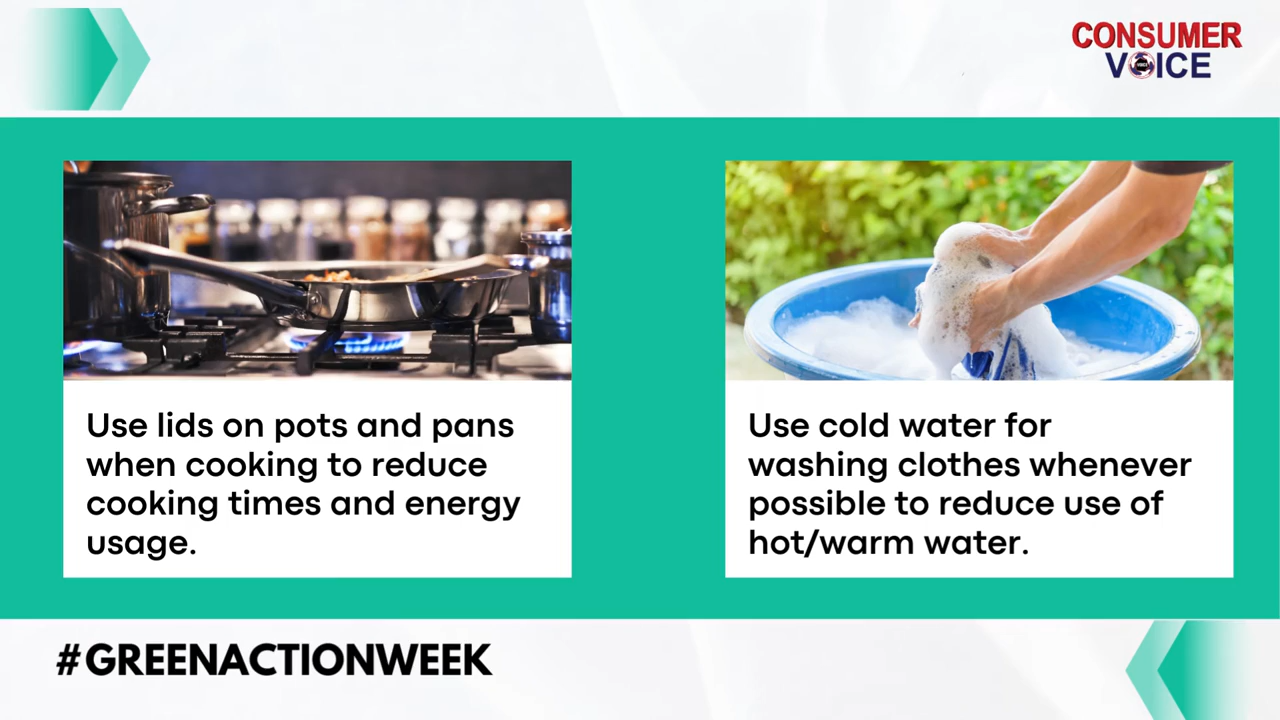 CONSUMER
VOICE
Use lids on pots and pans
when cooking to reduce
cooking times and energy
usage.
Use cold water for
washing clothes whenever
possible to reduce use of
hot/warm water.
#GREENACTIONWEEK